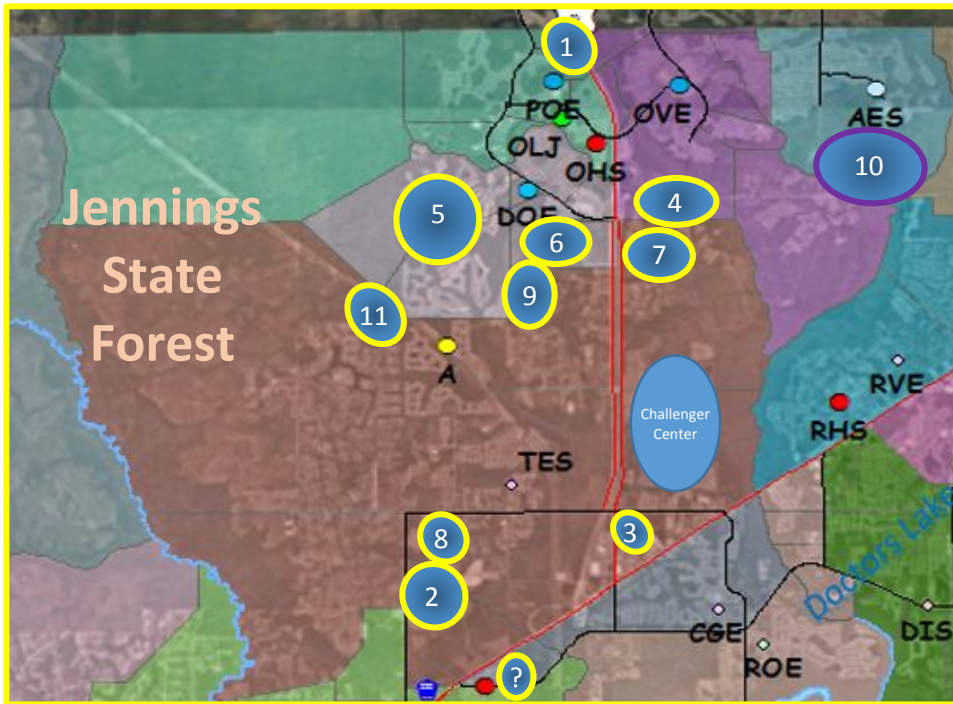 1
POE
OVE
AES
OLJ
OHS
10
Jennings
State
Forest
5
DOE
4
6
7
9
11
A
RVE
Challenger
Center
RHS
TES
8
3
2
Doctors Lake
CGE
DIS
ROE
?